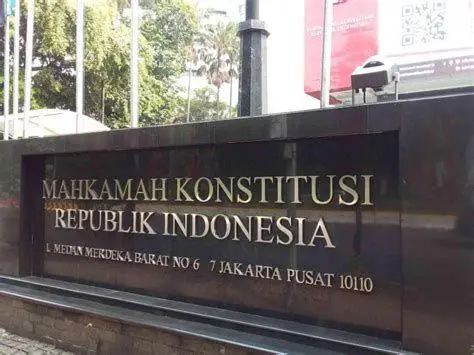 MAHKAMAH KONSTITUSI
REPUBLIK INDONESIA
L MEDAN MERDEKA BARAT NO 6 7 JAKARTA PUSAT 10110